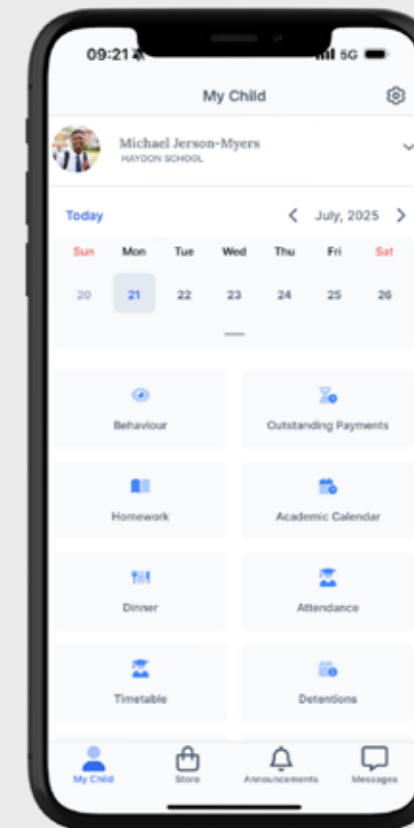 09:21
5G
My Child
Michael Jerson-Myers
HAYDON SCHOOL
Today
July, 2025
Sun Mon Tue Wed Thu Fri Sat
20 21 22 23 24 25 26
Behaviour Outstanding Payments
Homework Academic Calendar
Dinner Attendance
Timetable Detentions
My Child Store Announcements Messages